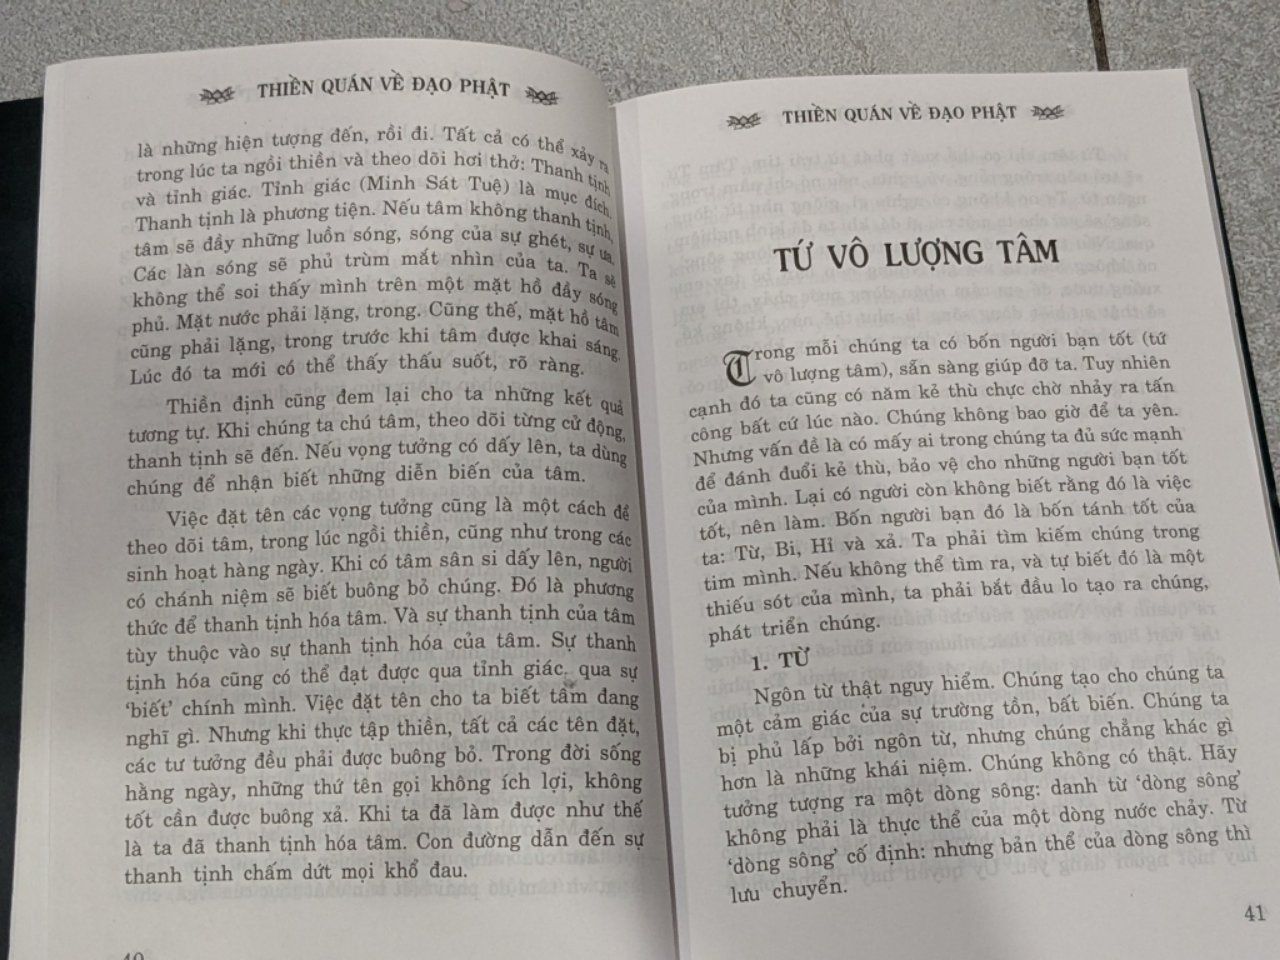 THIỀN QUÁN VỀ ĐẠO PHẬT
là những hiện tượng đến, rồi đi. Tất cả có thể xảy ra
trong lúc ta ngồi thiền và theo dõi hơi thở: Thanh tịnh
và tỉnh giác. Tỉnh giác (Minh Sát Tuệ) là mục đích.
Thanh tịnh là phương tiện. Nếu tâm không thanh tịnh,
tâm sẽ đầy những luồn sóng, sóng của sự ghét, sự ưa.
Các làn sóng sẽ phủ trùm mắt nhìn của ta. Ta sẽ
không thể soi thấy mình trên một mặt hồ đầy sóng
phủ. Mặt nước phải lặng, trong. Cũng thế, mặt hồ tâm
cũng phải lặng, trong trước khi tâm được khai sáng.
Lúc đó ta mới có thể thấy thấu suốt, rõ ràng.
Thiền định cũng đem lại cho ta những kết quả
tương tự. Khi chúng ta chú tâm, theo dõi từng cử động,
thanh tịnh sẽ đến. Nếu vọng tưởng có dấy lên, ta dùng
chúng để nhận biết những diễn biến của tâm.
Việc đặt tên các vọng tưởng cũng là một cách để
theo dõi tâm, trong lúc ngồi thiền, cũng như trong các
sinh hoạt hàng ngày. Khi có tâm sân si dấy lên, người
có chánh niệm sẽ biết buông bỏ chúng. Đó là phương
thức để thanh tịnh hóa tâm. Và sự thanh tịnh của tâm
tùy thuộc vào sự thanh tịnh hóa của tâm. Sự thanh
tịnh hóa cũng có thể đạt được qua tỉnh giác, qua sự
‘biết’ chính mình. Việc đặt tên cho ta biết tâm đang
nghĩ gì. Nhưng khi thực tập thiền, tất cả các tên đặt,
các tư tưởng đều phải được buông bỏ. Trong đời sống
hằng ngày, những thứ tên gọi không ích lợi, không
tốt cần được buông xả. Khi ta đã làm được như thế
là ta đã thanh tịnh hóa tâm. Con đường dẫn đến sự
thanh tịnh chấm dứt mọi khổ đau.
40
THIỀN QUÁN VỀ ĐẠO PHẬT
TỨ VÔ LƯỢNG TÂM
Trong mỗi chúng ta có bốn người bạn tốt (tứ
vô lượng tâm), sẵn sàng giúp đỡ ta. Tuy nhiên
cạnh đó ta cũng có năm kẻ thù chực chờ nhảy ra tấn
công bất cứ lúc nào. Chúng không bao giờ để ta yên.
Nhưng vấn đề là có mấy ai trong chúng ta đủ sức mạnh
để đánh đuổi kẻ thù, bảo vệ cho những người bạn tốt
của mình. Lại có người còn không biết rằng đó là việc
tốt, nên làm. Bốn người bạn đó là bốn tánh tốt của
ta: Từ, Bi, Hỉ và xả. Ta phải tìm kiếm chúng trong
tim mình. Nếu không thể tìm ra, và tự biết đó là một
thiếu sót của mình, ta phải bắt đầu lo tạo ra chúng,
phát triển chúng.
1. TỪ
Ngôn từ thật nguy hiểm. Chúng tạo cho chúng ta
một cảm giác của sự trường tồn, bất biến. Chúng ta
bị phủ lấp bởi ngôn từ, nhưng chúng chẳng khác gì
hơn là những khái niệm. Chúng không có thật. Hãy
tưởng tượng ra một dòng sông: danh từ ‘dòng sông’
không phải là thực thể của một dòng nước chảy. Từ
‘dòng sông’ cố định: nhưng bản thể của dòng sông thì
lưu chuyển.
41